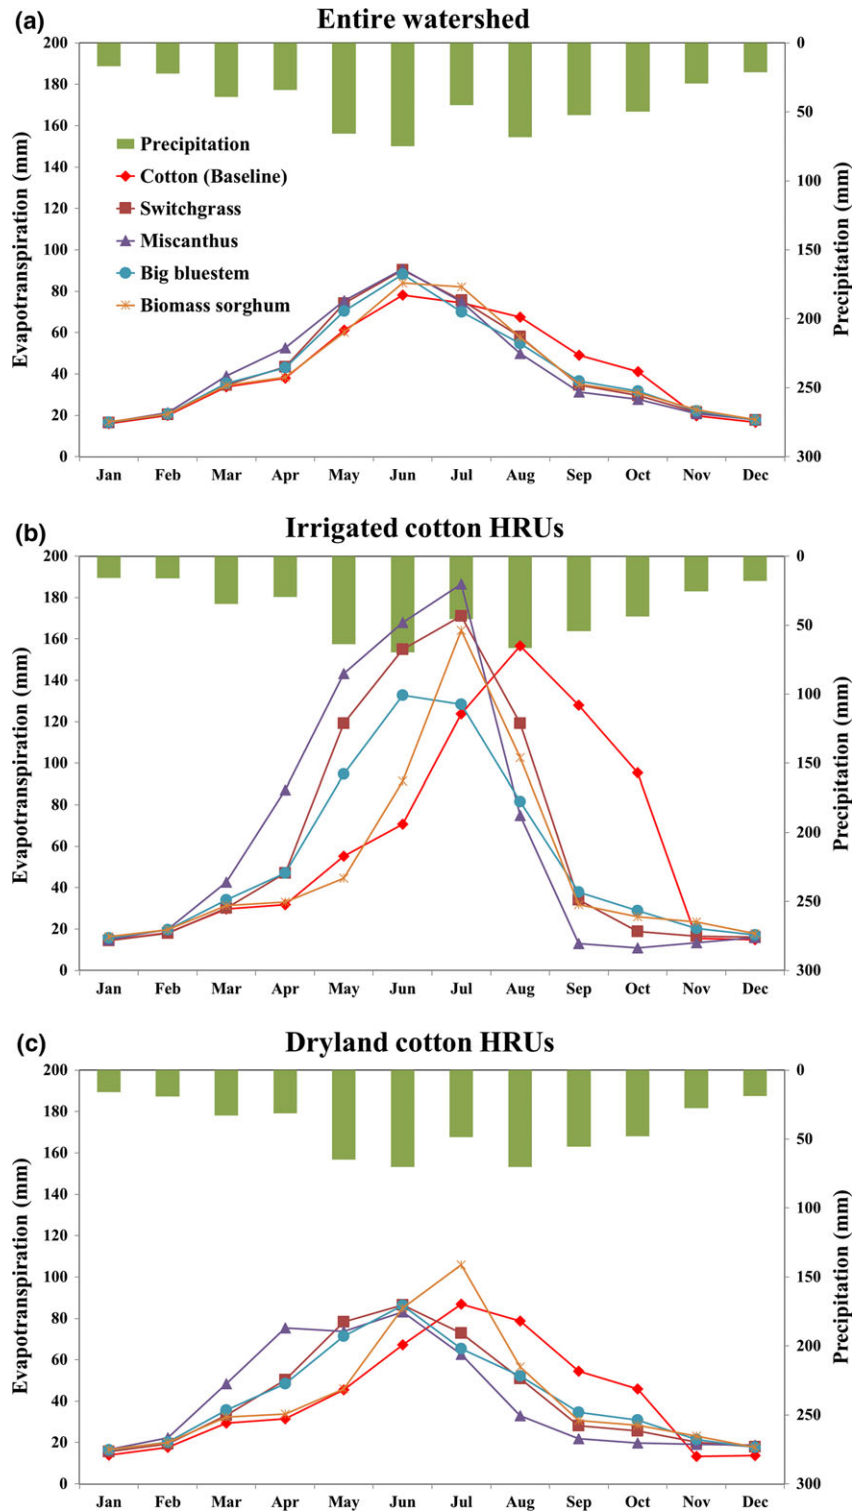 (a) Entire watershed
200 0
180
160 50
140
Precipitation
120 100
Cotton (Baseline)
100 Switchgrass 150
Miscanthus
80 Big bluestem
Biomass sorghum 200
60
40 250
20
0 300
Evapotranspiration (mm)
Precipitation (mm)
Jan Feb Mar Apr May Jun Jul Aug Sep Oct Nov Dec
(b) Irrigated cotton HRUs
200 0
180
160 50
140
120 100
100 150
80
60 200
40 250
20
0 300
Evapotranspiration (mm)
Precipitation (mm)
Jan Feb Mar Apr May Jun Jul Aug Sep Oct Nov Dec
(c) Dryland cotton HRUs
200 0
180
160 50
140
120 100
100 150
80
60 200
40 250
20
0 300
Evapotranspiration (mm)
Precipitation (mm)
Jan Feb Mar Apr May Jun Jul Aug Sep Oct Nov Dec